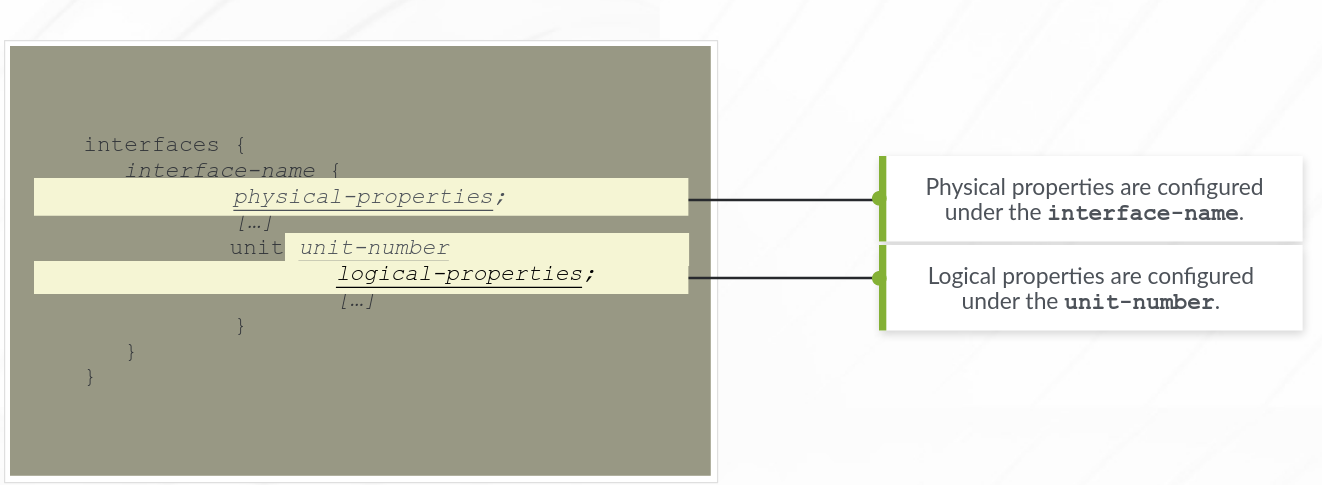 interfaces {
interface-name {
physical-properties;
[…]
unit unit-number
logical-properties;
[…]
}
}
}
Physical properties are configured
under the interface-name.
Logical properties are configured
under the unit-number.